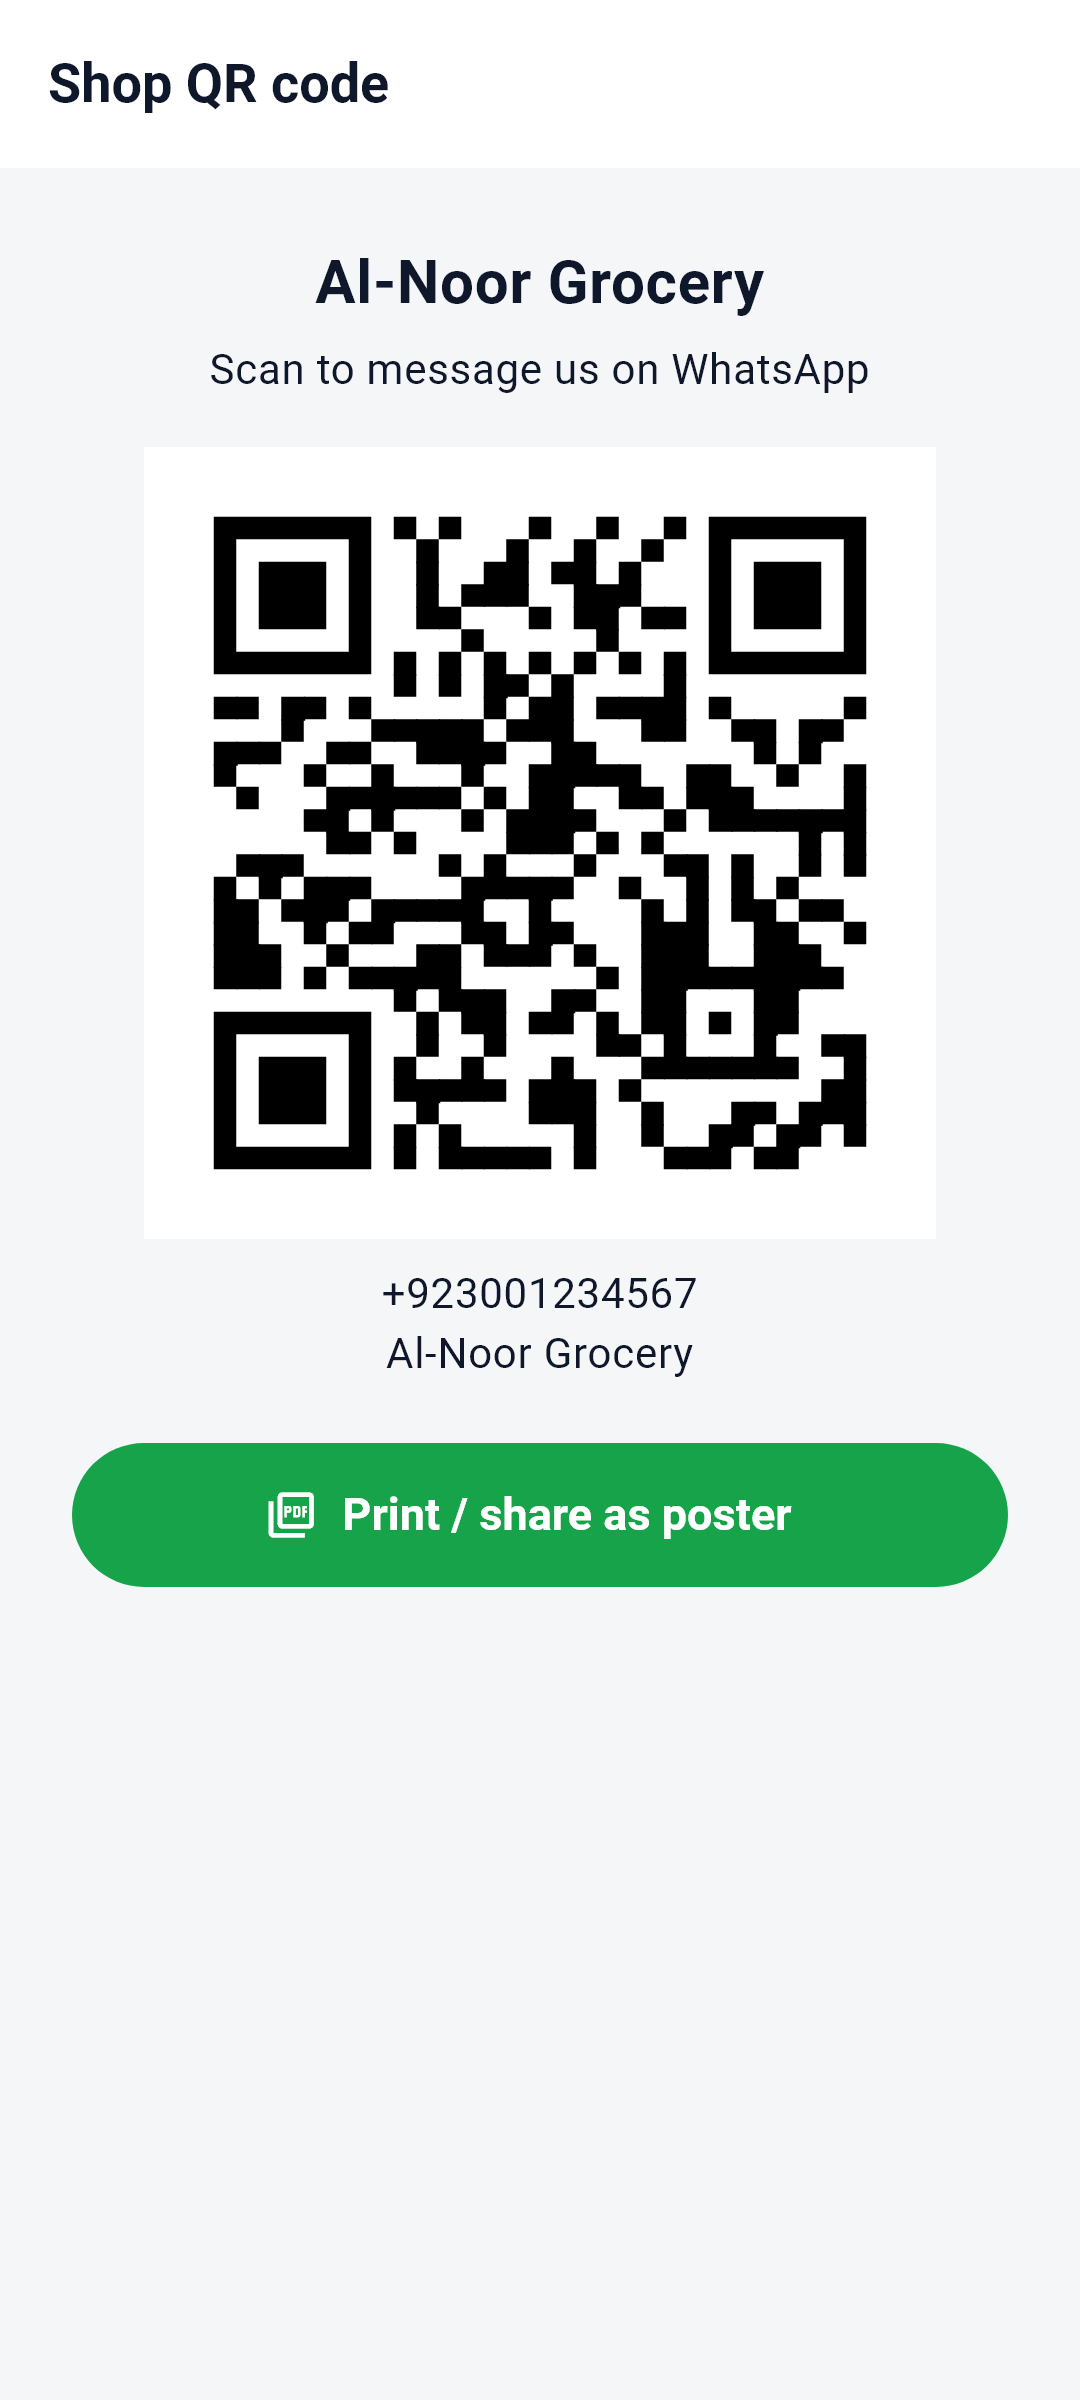 Shop QR code
Al-Noor Grocery
Scan to message us on WhatsApp
+923001234567
Al-Noor Grocery
PDF
Print / share as poster